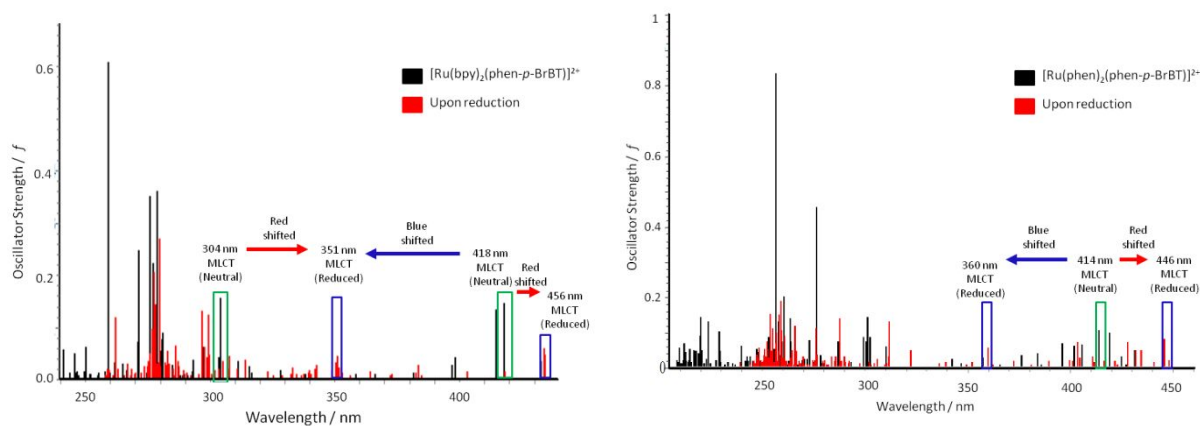 [Ru(bpy)₂(phen-p-BrBT)]²⁺
Upon reduction
Oscillator Strength / f
0.6
0.4
0.2
0.0
Red
shifted
304 nm
MLCT
(Neutral)
351 nm
MLCT
(Reduced)
Blue
shifted
418 nm
MLCT
(Neutral)
Red
shifted
456 nm
MLCT
(Reduced)
250
300
350
400
Wavelength / nm
[Ru(phen)₂(phen-p-BrBT)]²⁺
Upon reduction
Oscillator Strength / f
1
0.8
0.6
0.4
0.2
0
Blue
shifted
Red
shifted
360 nm
MLCT
(Reduced)
414 nm
MLCT
(Neutral)
446 nm
MLCT
(Reduced)
250
300
350
400
450
Wavelength / nm